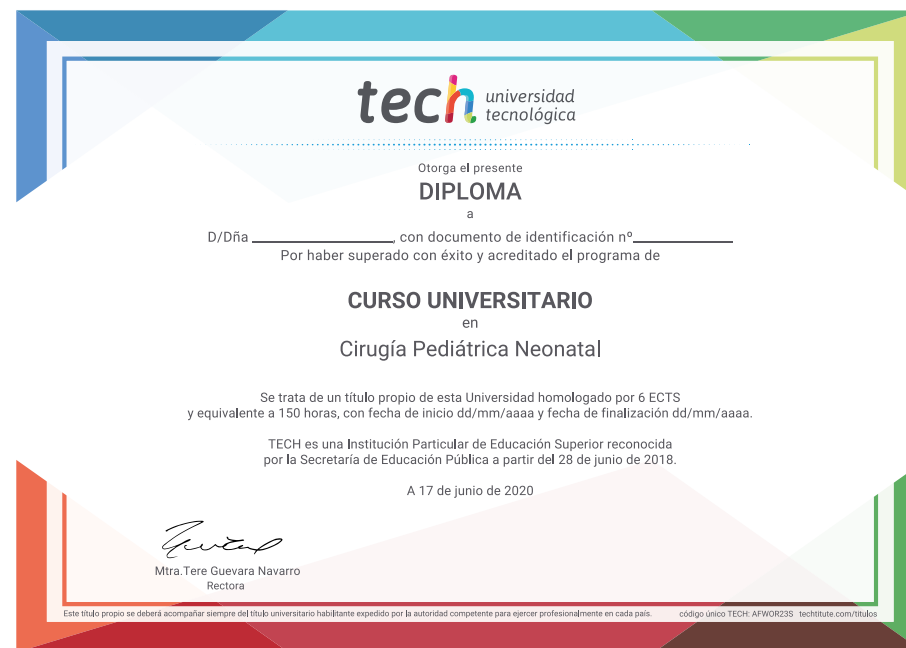 tech universidad
tecnológica
Otorga el presente
DIPLOMA
a
D/Dña ____________________, con documento de identificación nº______________
Por haber superado con éxito y acreditado el programa de
CURSO UNIVERSITARIO
en
Cirugía Pediátrica Neonatal
Se trata de un título propio de esta Universidad homologado por 6 ECTS
y equivalente a 150 horas, con fecha de inicio dd/mm/aaaa y fecha de finalización dd/mm/aaaa.
TECH es una Institución Particular de Educación Superior reconocida
por la Secretaría de Educación Pública a partir del 28 de junio de 2018.
A 17 de junio de 2020
Mtra.Tere Guevara Navarro
Rectora
Este título propio se deberá acompañar siempre del título universitario habilitante expedido por la autoridad competente para ejercer profesionalmente en cada país. código único TECH: AFWOR23S techtitute.com/titulos